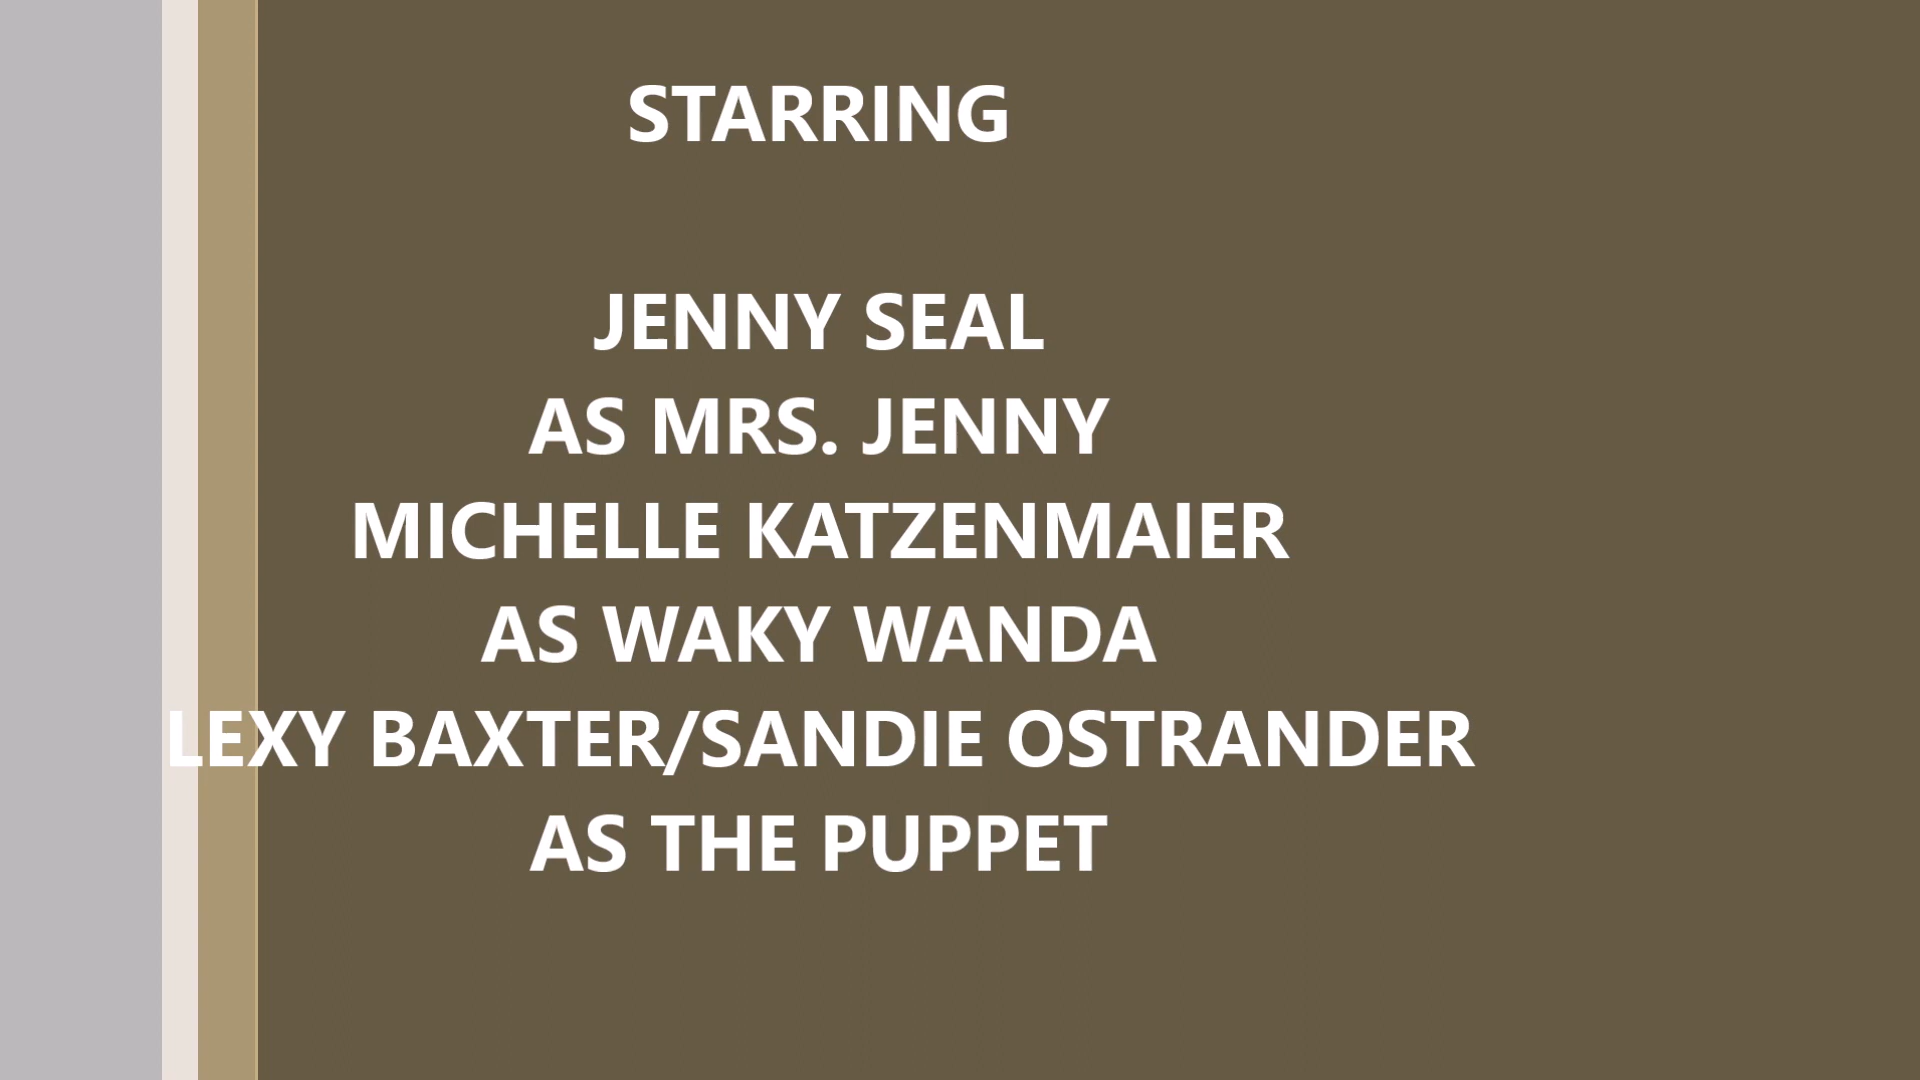 STARRING
JENNY SEAL
AS MRS. JENNY
MICHELLE KATZENMAIER
AS WAKY WANDA
LEXY BAXTER/SANDIE OSTRANDER
AS THE PUPPET